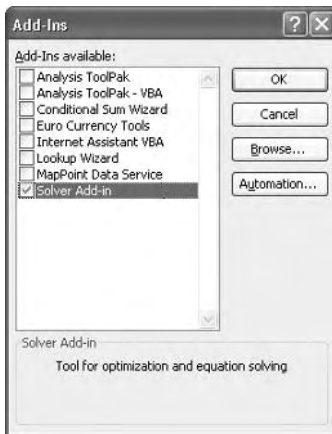 Add-Ins
Add-Ins available:
Analysis ToolPak
Analysis ToolPak - VBA
Conditional Sum Wizard
Euro Currency Tools
Internet Assistant VBA
Lookup Wizard
MapPoint Data Service
Solver Add-in
OK
Cancel
Browse...
Automation...
Solver Add-in
Tool for optimization and equation solving